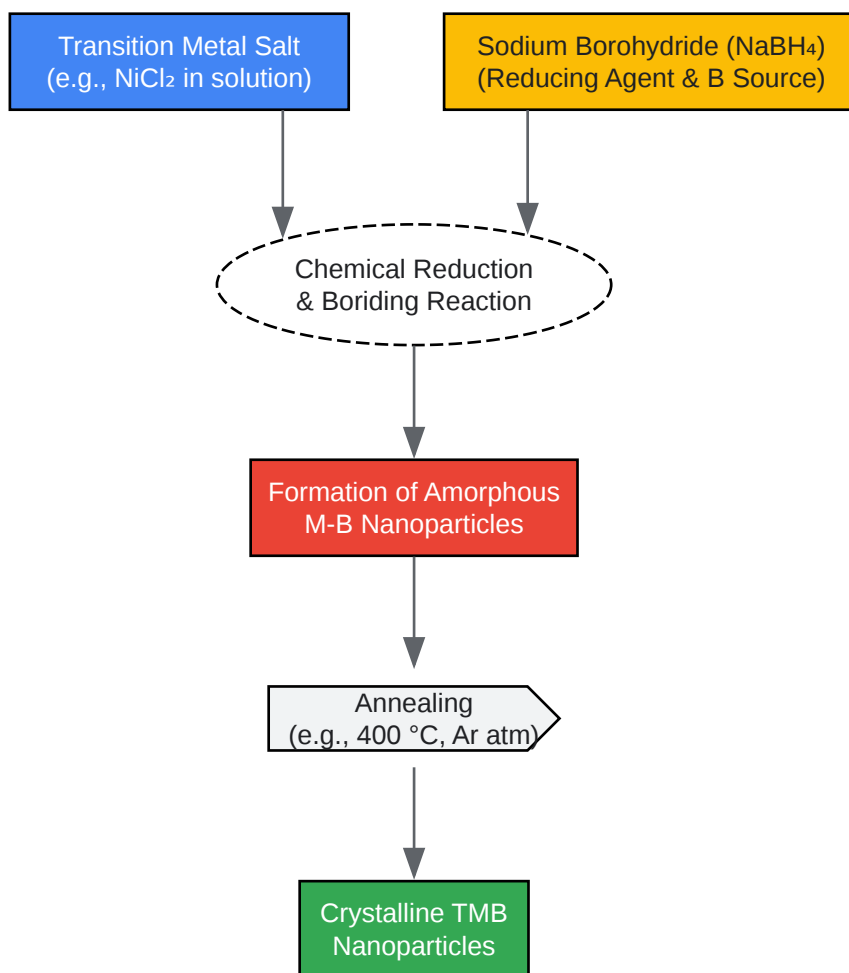 Transition Metal Salt
(e.g., NiCl₂ in solution)
Sodium Borohydride (NaBH₄)
(Reducing Agent & B Source)
Chemical Reduction
& Boriding Reaction
Formation of Amorphous
M-B Nanoparticles
Annealing
(e.g., 400 °C, Ar atm)
Crystalline TMB
Nanoparticles